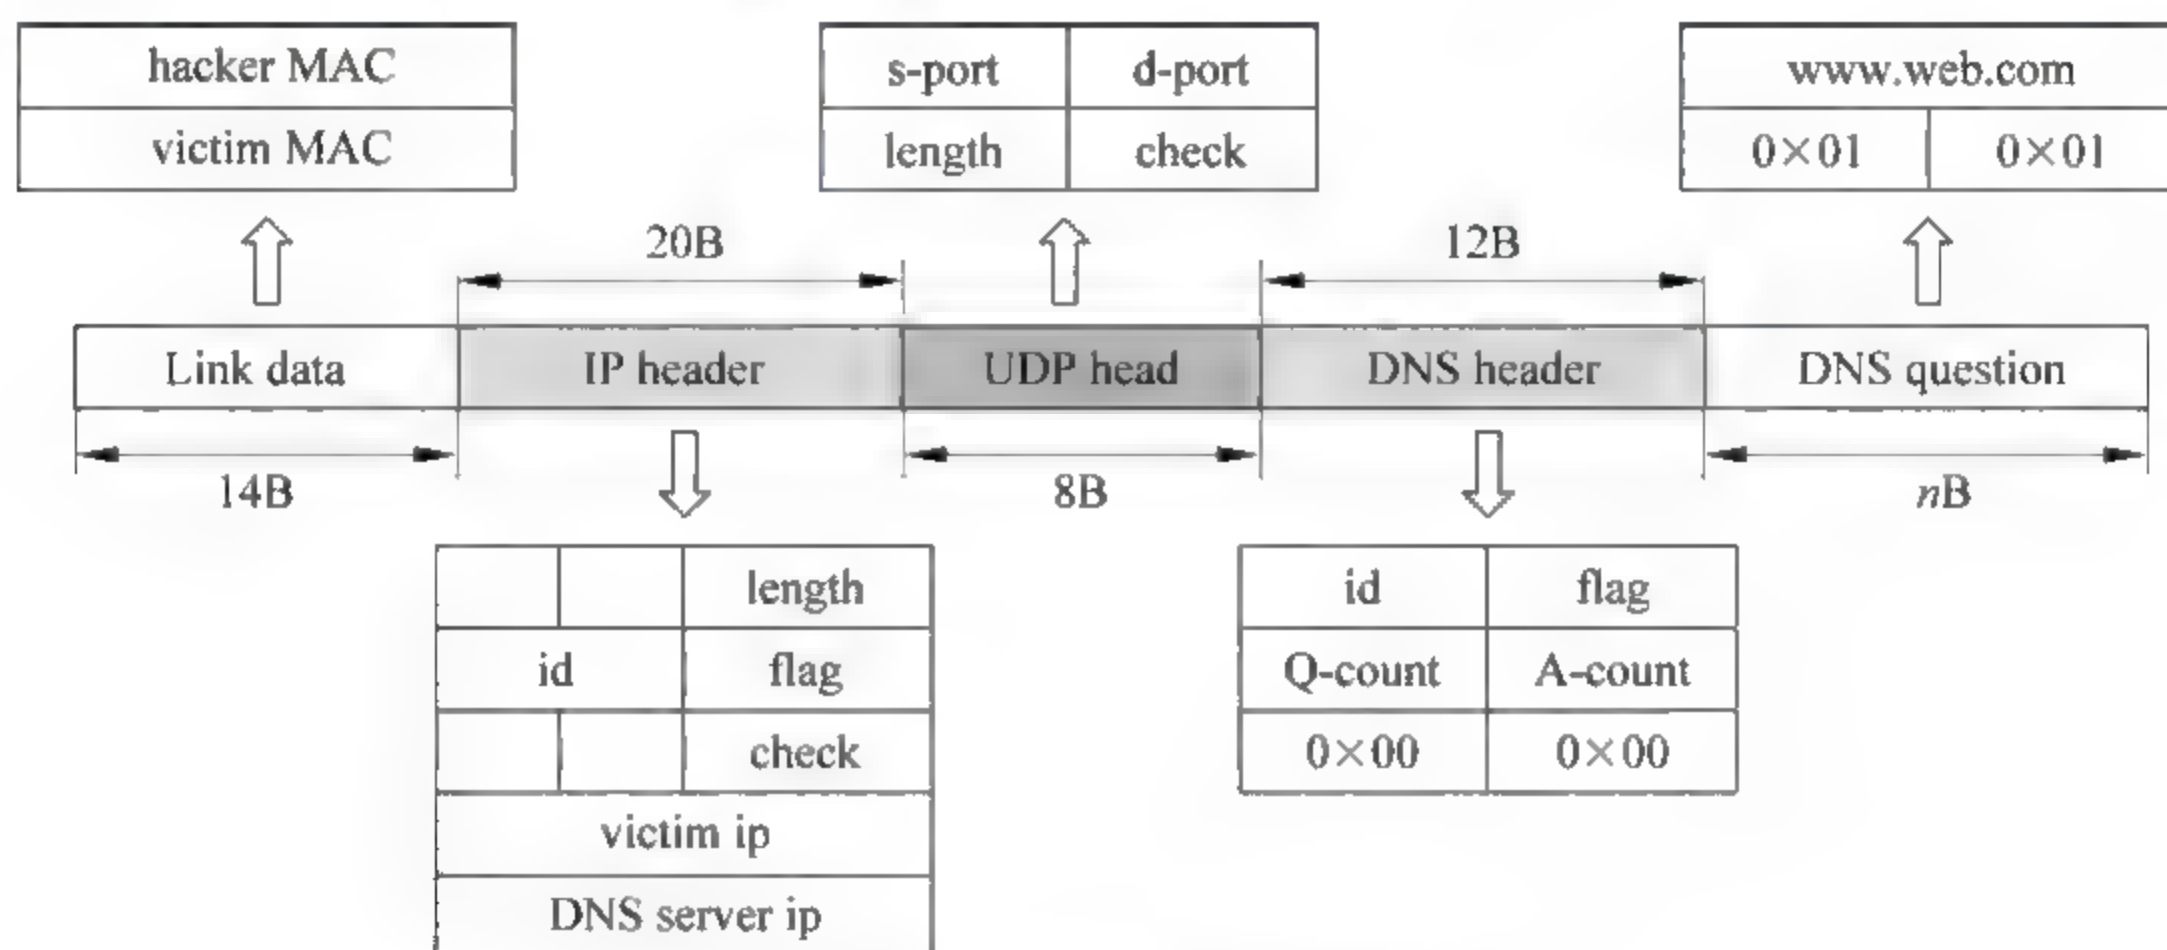 hacker MAC
victim MAC
s-port d-port
length check
www.web.com
0×01 0×01
20B 12B
Link data IP header UDP head DNS header DNS question
14B 8B nB
length
id flag
check
victim ip
DNS server ip
id flag
Q-count A-count
0×00 0×00